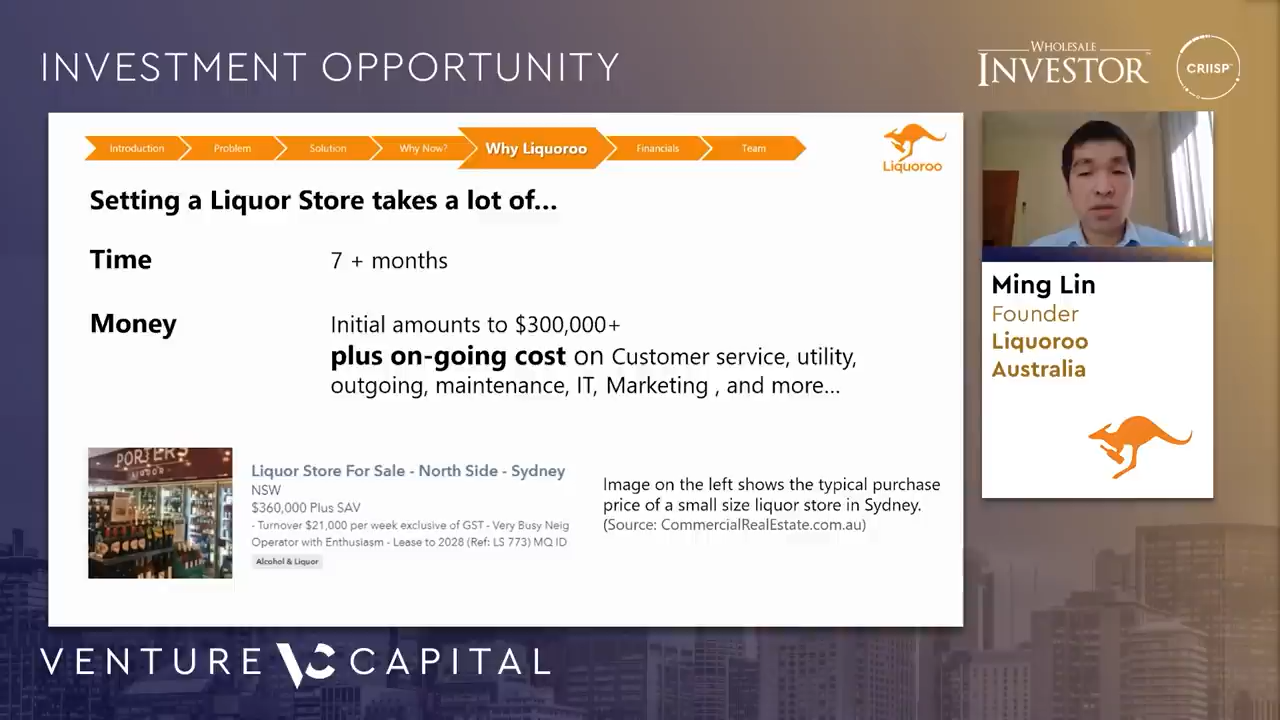 INVESTMENT OPPORTUNITY
WHOLESALE
INVESTOR
CRIISP
Introduction
Problem
Solution
Why Now?
Why Liquoroo
Financials
Team
Liquoroo
Setting a Liquor Store takes a lot of...
Time
7 + months
Money
Initial amounts to $300,000+
plus on-going cost on Customer service, utility,
outgoing, maintenance, IT, Marketing , and more...
PORTERS
LIQUOR
Liquor Store For Sale - North Side - Sydney
NSW
$360,000 Plus SAV
- Turnover $21,000 per week exclusive of GST - Very Busy Neig
Operator with Enthusiasm - Lease to 2028 (Ref: LS 773) MQ ID
Alcohol & Liquor
Image on the left shows the typical purchase
price of a small size liquor store in Sydney.
(Source: CommercialRealEstate.com.au)
Ming Lin
Founder
Liquoroo
Australia
VENTURE VC CAPITAL